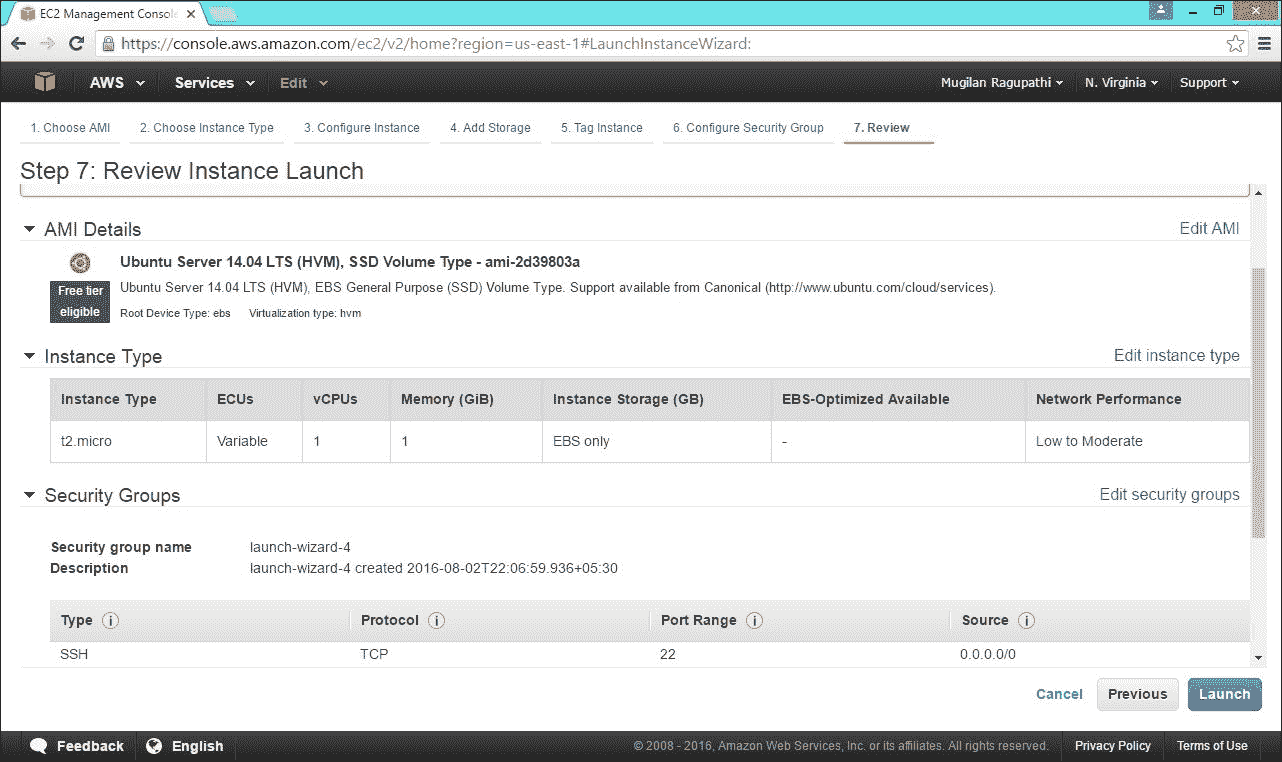 EC2 Management Console
https://console.aws.amazon.com/ec2/v2/home?region=us-east-1#LaunchInstanceWizard:
AWS Services Edit Mugilan Ragupathi N. Virginia Support
1. Choose AMI 2. Choose Instance Type 3. Configure Instance 4. Add Storage 5. Tag Instance 6. Configure Security Group 7. Review
Step 7: Review Instance Launch
AMI Details Edit AMI
Ubuntu Server 14.04 LTS (HVM), SSD Volume Type - ami-2d39803a
Free tier eligible
Ubuntu Server 14.04 LTS (HVM), EBS General Purpose (SSD) Volume Type. Support available from Canonical (http://www.ubuntu.com/cloud/services).
Root Device Type: ebs Virtualization type: hvm
Instance Type Edit instance type
Instance Type ECUs vCPUs Memory (GiB) Instance Storage (GB) EBS-Optimized Available Network Performance
t2.micro Variable 1 1 EBS only - Low to Moderate
Security Groups Edit security groups
Security group name launch-wizard-4
Description launch-wizard-4 created 2016-08-02T22:06:59.936+05:30
Type Protocol Port Range Source
SSH TCP 22 0.0.0.0/0
Cancel Previous Launch
Feedback English © 2008 - 2016, Amazon Web Services, Inc. or its affiliates. All rights reserved. Privacy Policy Terms of Use